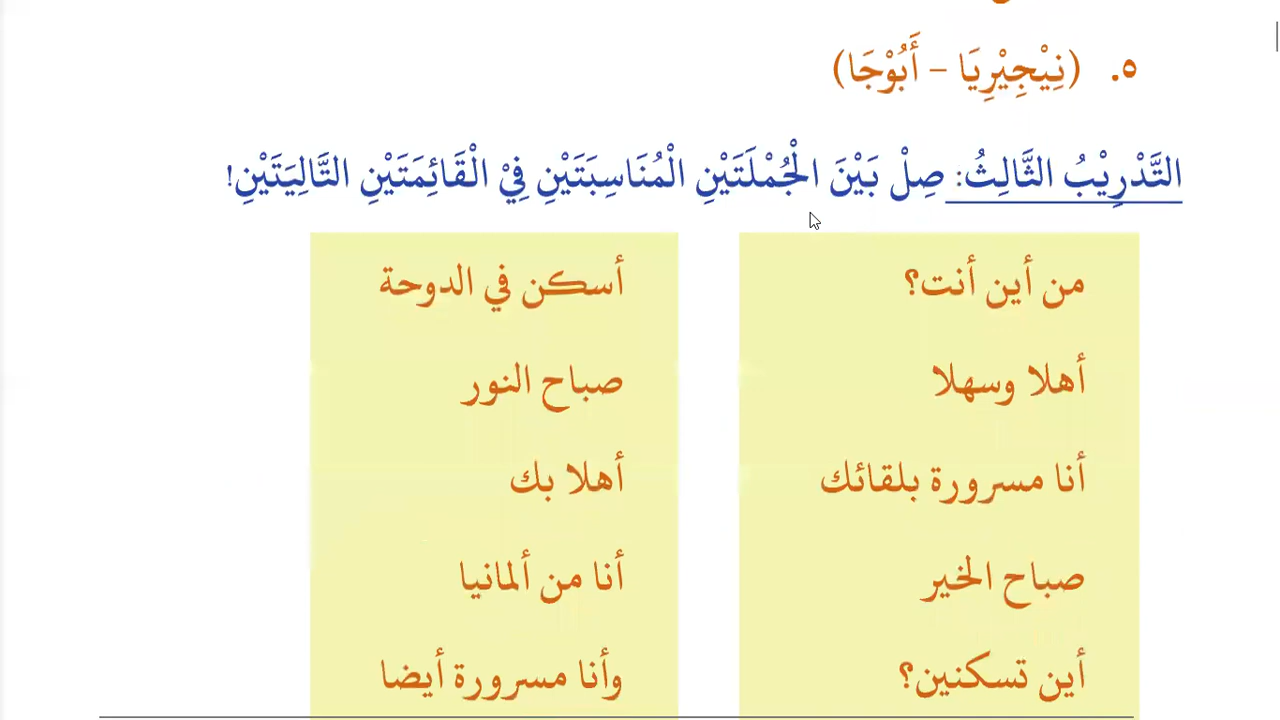 ٥. (نِيْجِيْرِيَا – أَبُوْجَا)
التَّدْرِيْبُ الثَّالِثُ: صِلْ بَيْنَ الْجُمْلَتَيْنِ الْمُنَاسِبَتَيْنِ فِيْ الْقَائِمَتَيْنِ التَّالِيَتَيْنِ!
من أين أنت؟ أسكن في الدوحة
أهلا وسهلا صباح النور
أنا مسرورة بلقائك أهلا بك
صباح الخير أنا من ألمانيا
أين تسكنين؟ وأنا مسرورة أيضا